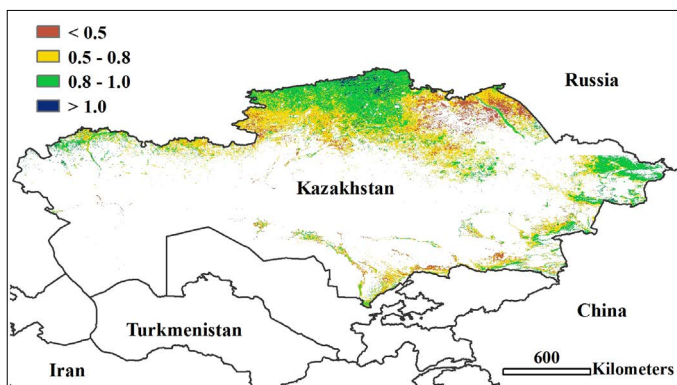 < 0.5
0.5 - 0.8
0.8 - 1.0
> 1.0
Russia
Kazakhstan
China
Turkmenistan
Iran
600
Kilometers